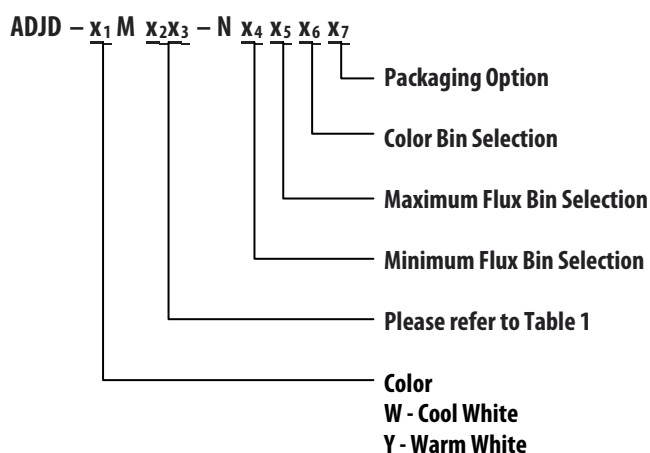 ADJD – x1 M x2x3 – N x4 x5 x6 x7
Packaging Option
Color Bin Selection
Maximum Flux Bin Selection
Minimum Flux Bin Selection
Please refer to Table 1
Color
W - Cool White
Y - Warm White